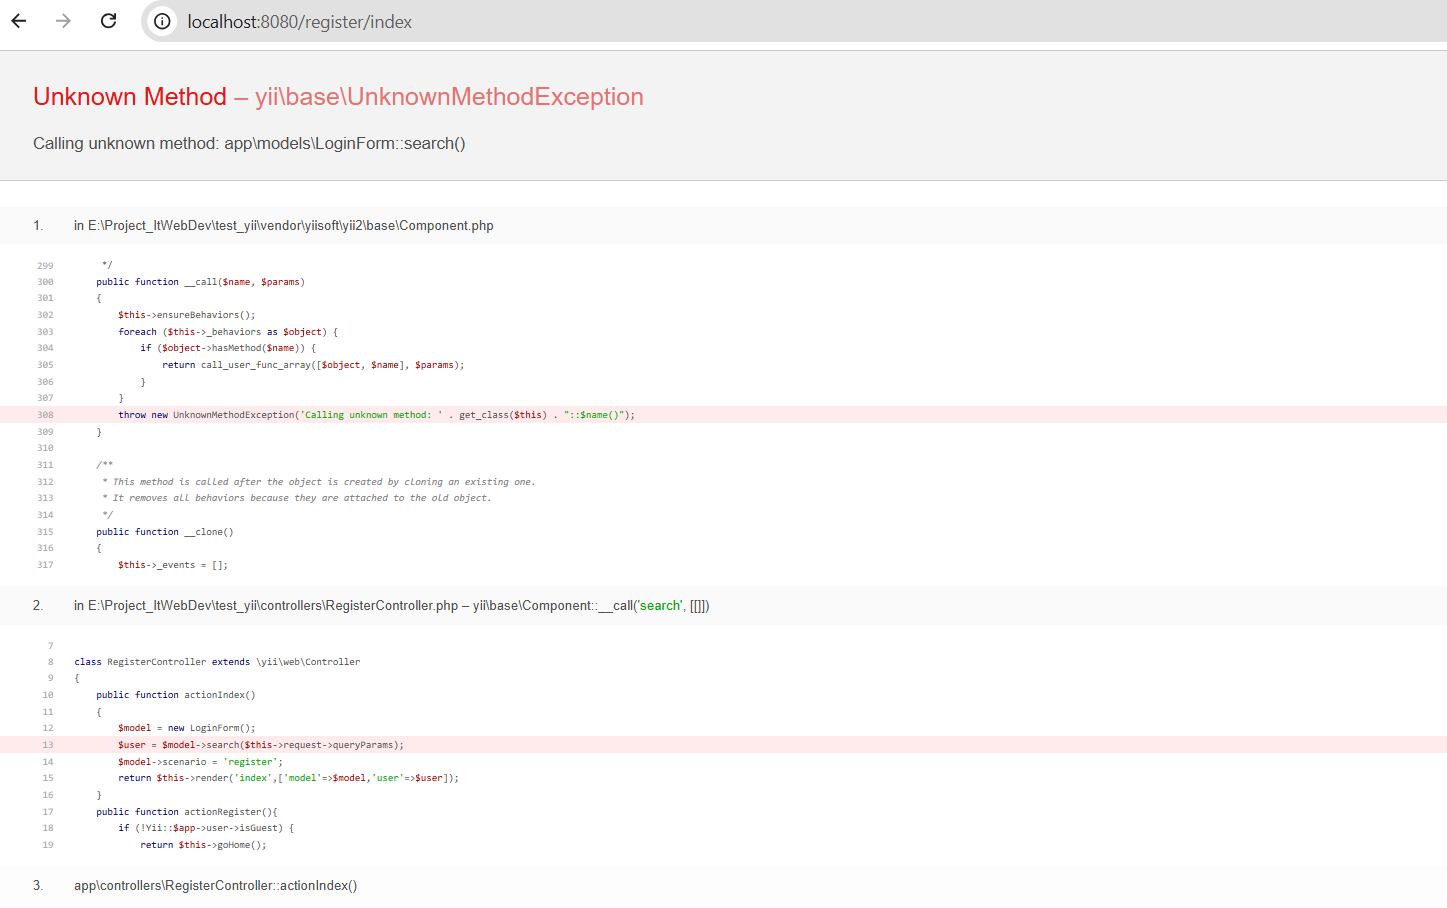 localhost:8080/register/index
Unknown Method – yii\base\UnknownMethodException
Calling unknown method: app\models\LoginForm::search()
1. in E:\Project_ItWebDev\test_yii\vendor\yiisoft\yii2\base\Component.php
299 */
300 public function __call($name, $params)
301 {
302 $this->ensureBehaviors();
303 foreach ($this->_behaviors as $object) {
304 if ($object->hasMethod($name)) {
305 return call_user_func_array([$object, $name], $params);
306 }
307 }
308 throw new UnknownMethodException('Calling unknown method: ' . get_class($this) . "::$name()");
309 }
310
311 /**
312 * This method is called after the object is created by cloning an existing one.
313 * It removes all behaviors because they are attached to the old object.
314 */
315 public function __clone()
316 {
317 $this->_events = [];
2. in E:\Project_ItWebDev\test_yii\controllers\RegisterController.php – yii\base\Component::__call('search', [[]])
7
8 class RegisterController extends \yii\web\Controller
9 {
10 public function actionIndex()
11 {
12 $model = new LoginForm();
13 $user = $model->search($this->request->queryParams);
14 $model->scenario = 'register';
15 return $this->render('index',['model'=>$model,'user'=>$user]);
16 }
17 public function actionRegister(){
18 if (!Yii::$app->user->isGuest) {
19 return $this->goHome();
3. app\controllers\RegisterController::actionIndex()